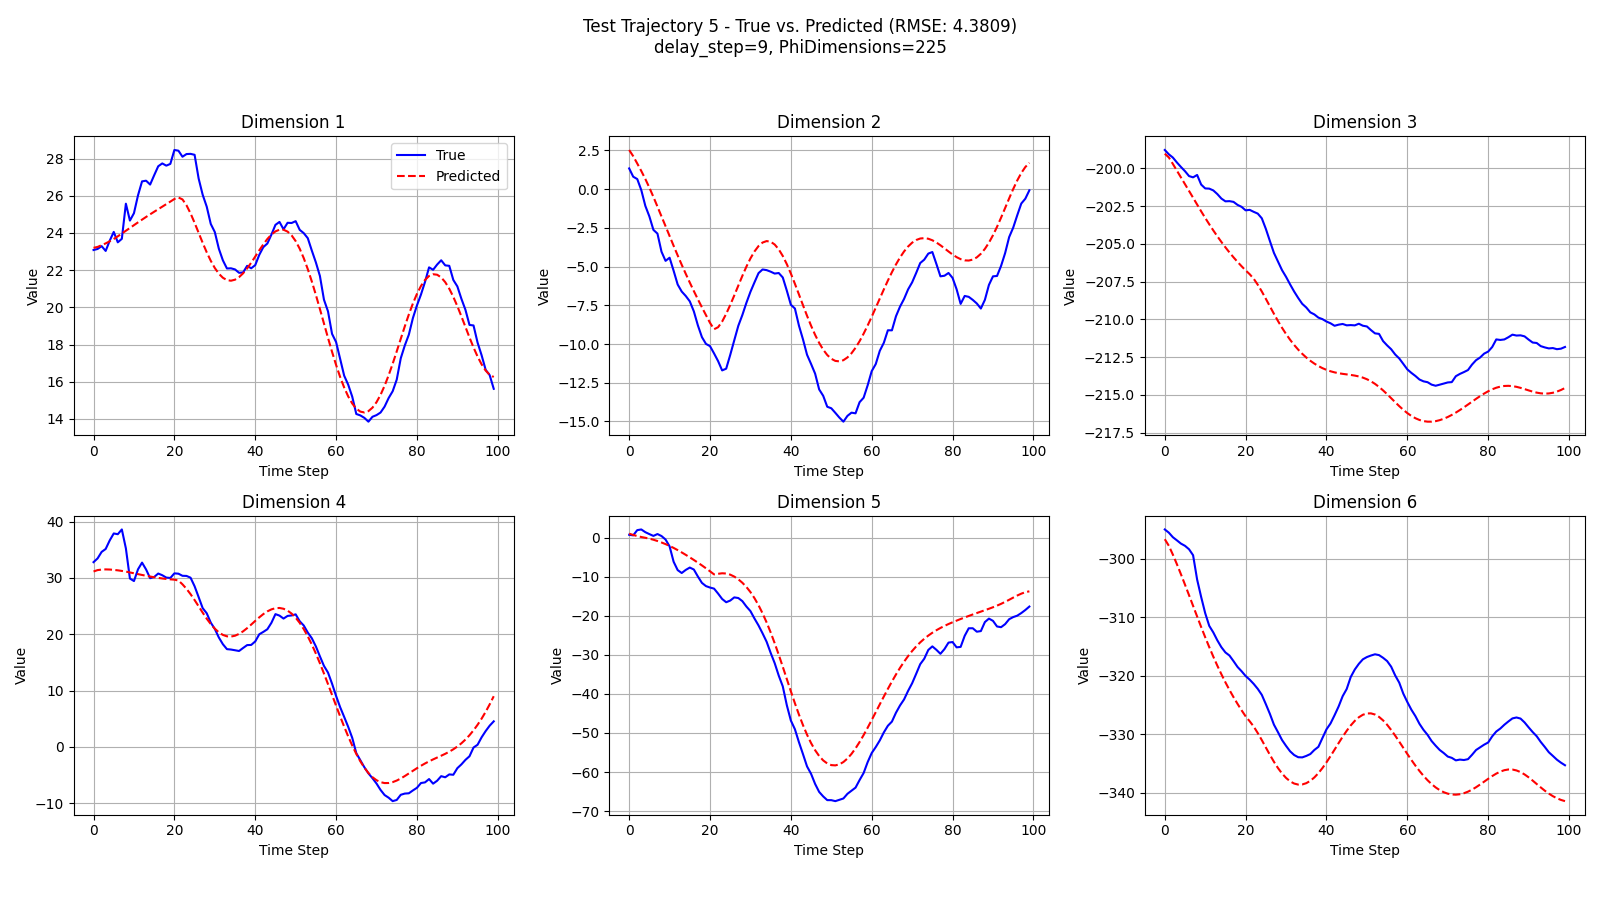 Test Trajectory 5 - True vs. Predicted (RMSE: 4.3809)
delay_step=9, PhiDimensions=225
Dimension 1
28
26
24
22
20
18
16
14
Value
0 20 40 60 80 100
Time Step
True
Predicted
Dimension 2
2.5
0.0
−2.5
−5.0
−7.5
−10.0
−12.5
−15.0
Value
0 20 40 60 80 100
Time Step
Dimension 3
−200.0
−202.5
−205.0
−207.5
−210.0
−212.5
−215.0
−217.5
Value
0 20 40 60 80 100
Time Step
Dimension 4
40
30
20
10
0
−10
Value
0 20 40 60 80 100
Time Step
Dimension 5
0
−10
−20
−30
−40
−50
−60
−70
Value
0 20 40 60 80 100
Time Step
Dimension 6
−300
−310
−320
−330
−340
Value
0 20 40 60 80 100
Time Step